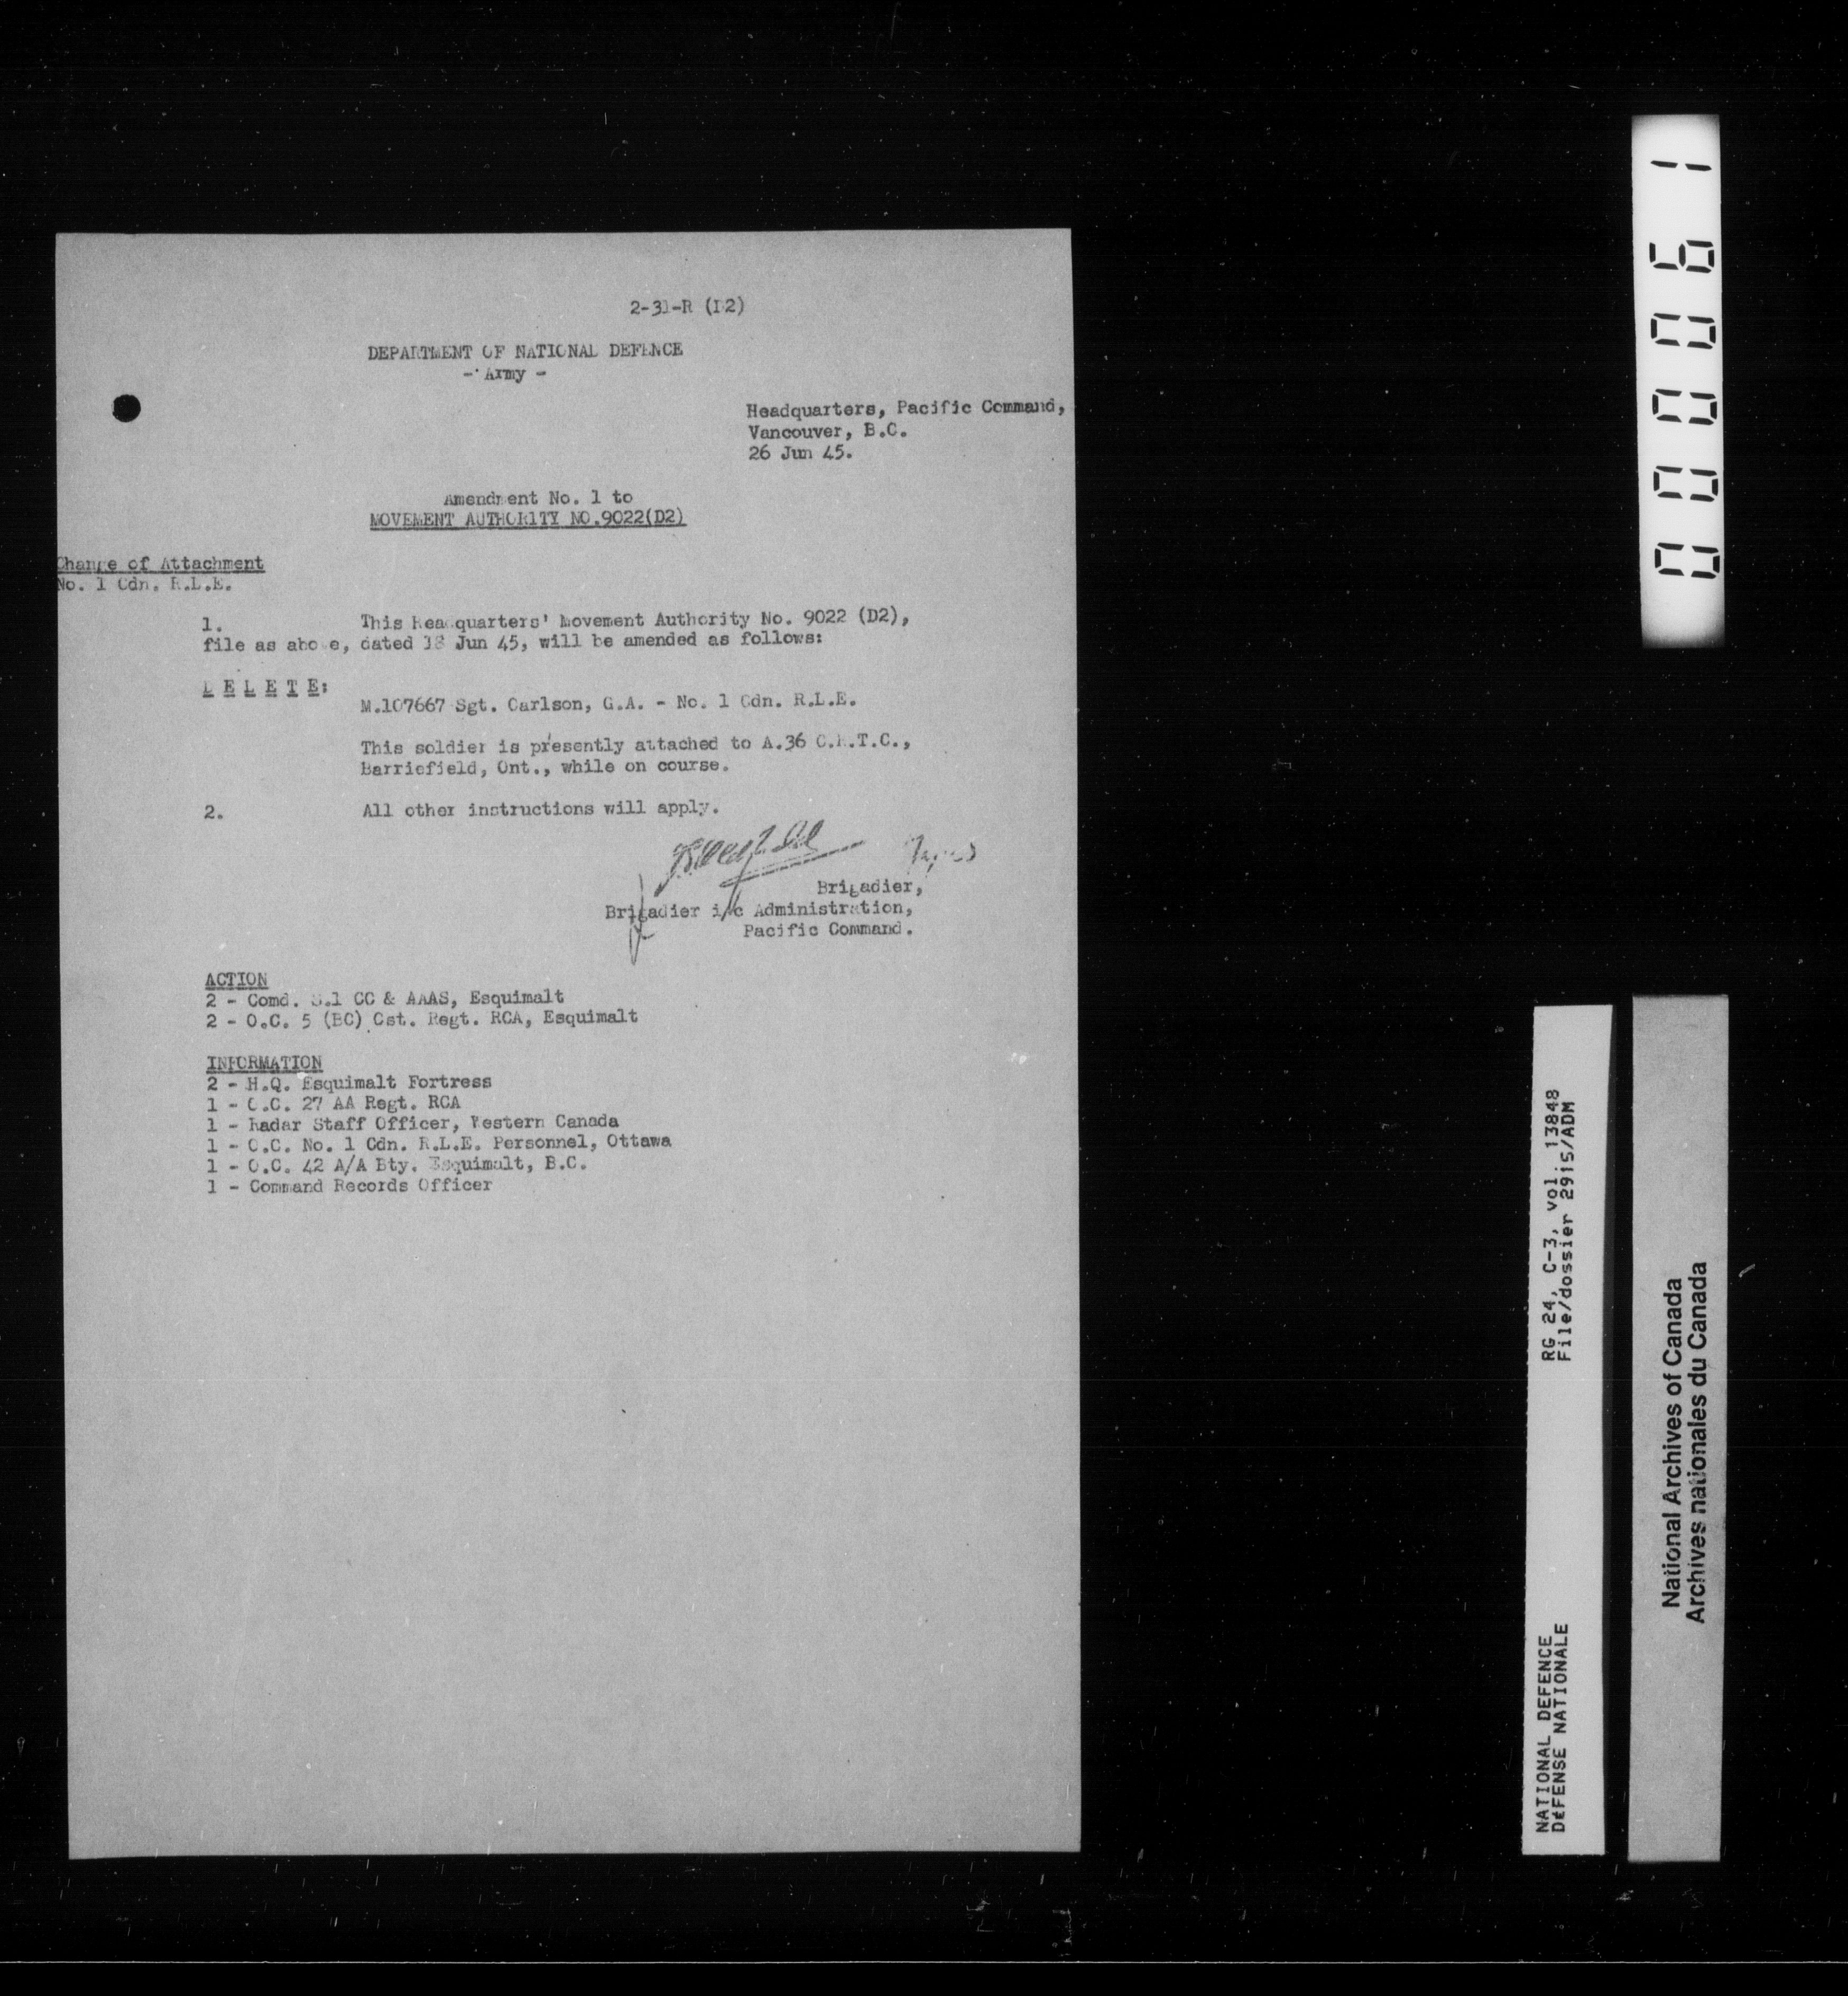 2-31-R (D2)
DEPARTMENT OF NATIONAL DEFENCE
- Army -
Headquarters, Pacific Command,
Vancouver, B.C.
26 Jun 45.
Amendment No. 1 to
MOVEMENT AUTHORITY NO.9022(D2)
Change of Attachment
No. 1 Cdn. R.L.E.
1. This Headquarters' Movement Authority No. 9022 (D2),
file as above, dated 18 Jun 45, will be amended as follows:
D E L E T E:
M.107667 Sgt. Carlson, G.A. - No. 1 Cdn. R.L.E.
This soldier is presently attached to A.36 C.R.T.C.,
Barriefield, Ont., while on course.
2. All other instructions will apply.
Brigadier,
Brigadier i/c Administration,
Pacific Command.
ACTION
2 - Comd. S.1 CC & AAAS, Esquimalt
2 - O.C. 5 (BC) Cst. Regt. RCA, Esquimalt
INFORMATION
2 - H.Q. Esquimalt Fortress
1 - O.C. 27 AA Regt. RCA
1 - Radar Staff Officer, Western Canada
1 - O.C. No. 1 Cdn. R.L.E. Personnel, Ottawa
1 - O.C. 42 A/A Bty. Esquimalt, B.C.
1 - Command Records Officer
000061
NATIONAL DEFENCE RG 24, C-3, vol. 13848
DÉFENSE NATIONALE File/dossier 2915/ADM
National Archives of Canada
Archives nationales du Canada